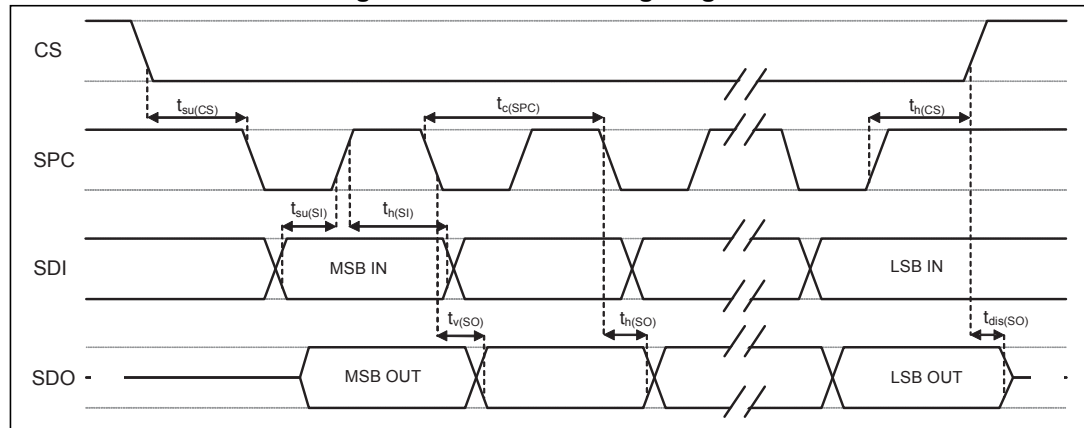 CS
t_su(CS)
t_c(SPC)
t_h(CS)
SPC
t_su(SI)
t_h(SI)
SDI
MSB IN
LSB IN
t_v(SO)
t_h(SO)
t_dis(SO)
SDO
MSB OUT
LSB OUT